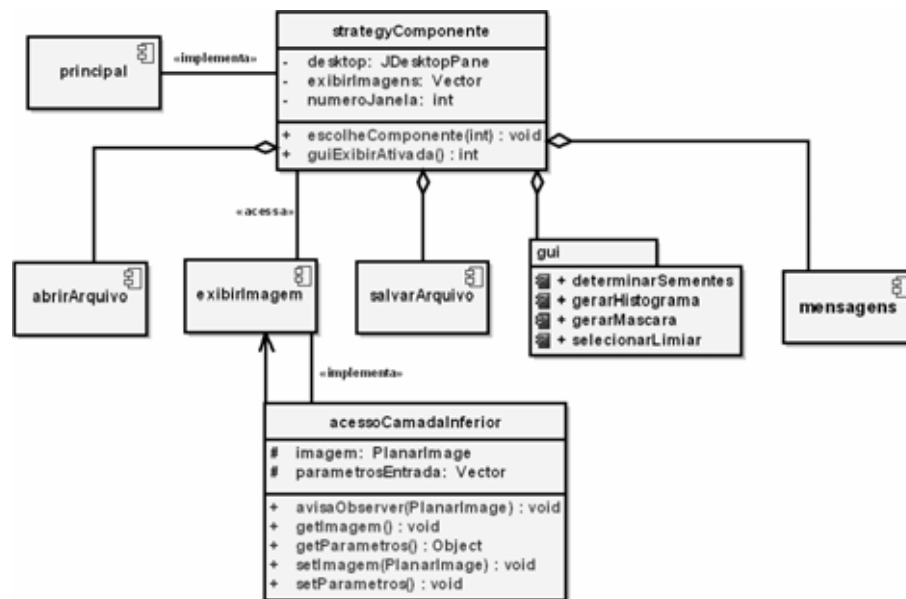 strategyComponente
- desktop: JDesktopPane
- exibirImagens: Vector
- numeroJanela: int
+ escolheComponente(int) : void
+ guiExibirAtivada() : int
principal
«implementa»
«acessa»
abrirArquivo
exibirImagem
salvarArquivo
gui
+ determinarSementes
+ gerarHistograma
+ gerarMascara
+ selecionarLimiar
mensagens
«implementa»
acessoCamadaInferior
# imagem: PlanarImage
# parametrosEntrada: Vector
+ avisaObserver(PlanarImage) : void
+ getImagem() : void
+ getParametros() : Object
+ setImagem(PlanarImage) : void
+ setParametros() : void